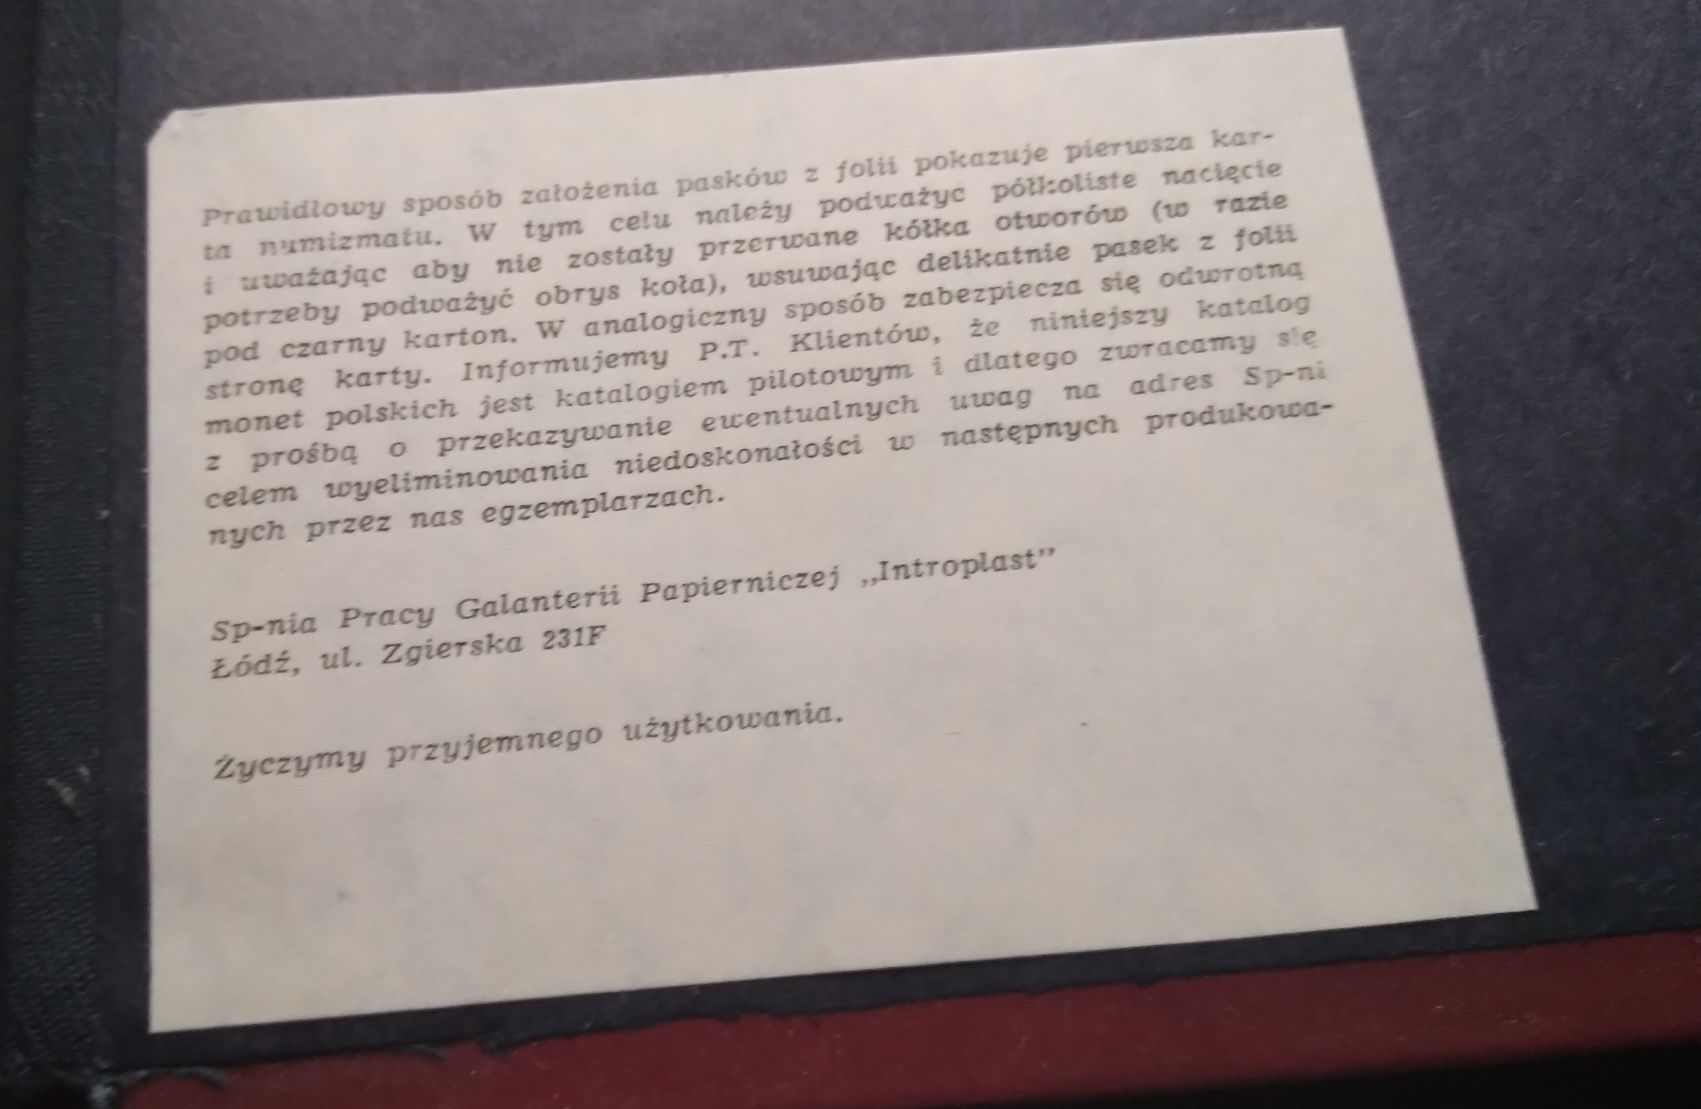 Prawidłowy sposób założenia pasków z folii pokazuje pierwsza kar-
ta numizmatu. W tym celu należy podważyc półkoliste nacięcie
i uważając aby nie zostały przerwane kółka otworów (w razie
potrzeby podważyć obrys koła), wsuwając delikatnie pasek z folii
pod czarny karton. W analogiczny sposób zabezpiecza się odwrotną
stronę karty. Informujemy P.T. Klientów, że niniejszy katalog
monet polskich jest katalogiem pilotowym i dlatego zwracamy się
z prośbą o przekazywanie ewentualnych uwag na adres Sp-ni
celem wyeliminowania niedoskonałości w następnych produkowa-
nych przez nas egzemplarzach.
Sp-nia Pracy Galanterii Papierniczej „Introplast”
Łódź, ul. Zgierska 231F
Życzymy przyjemnego użytkowania.